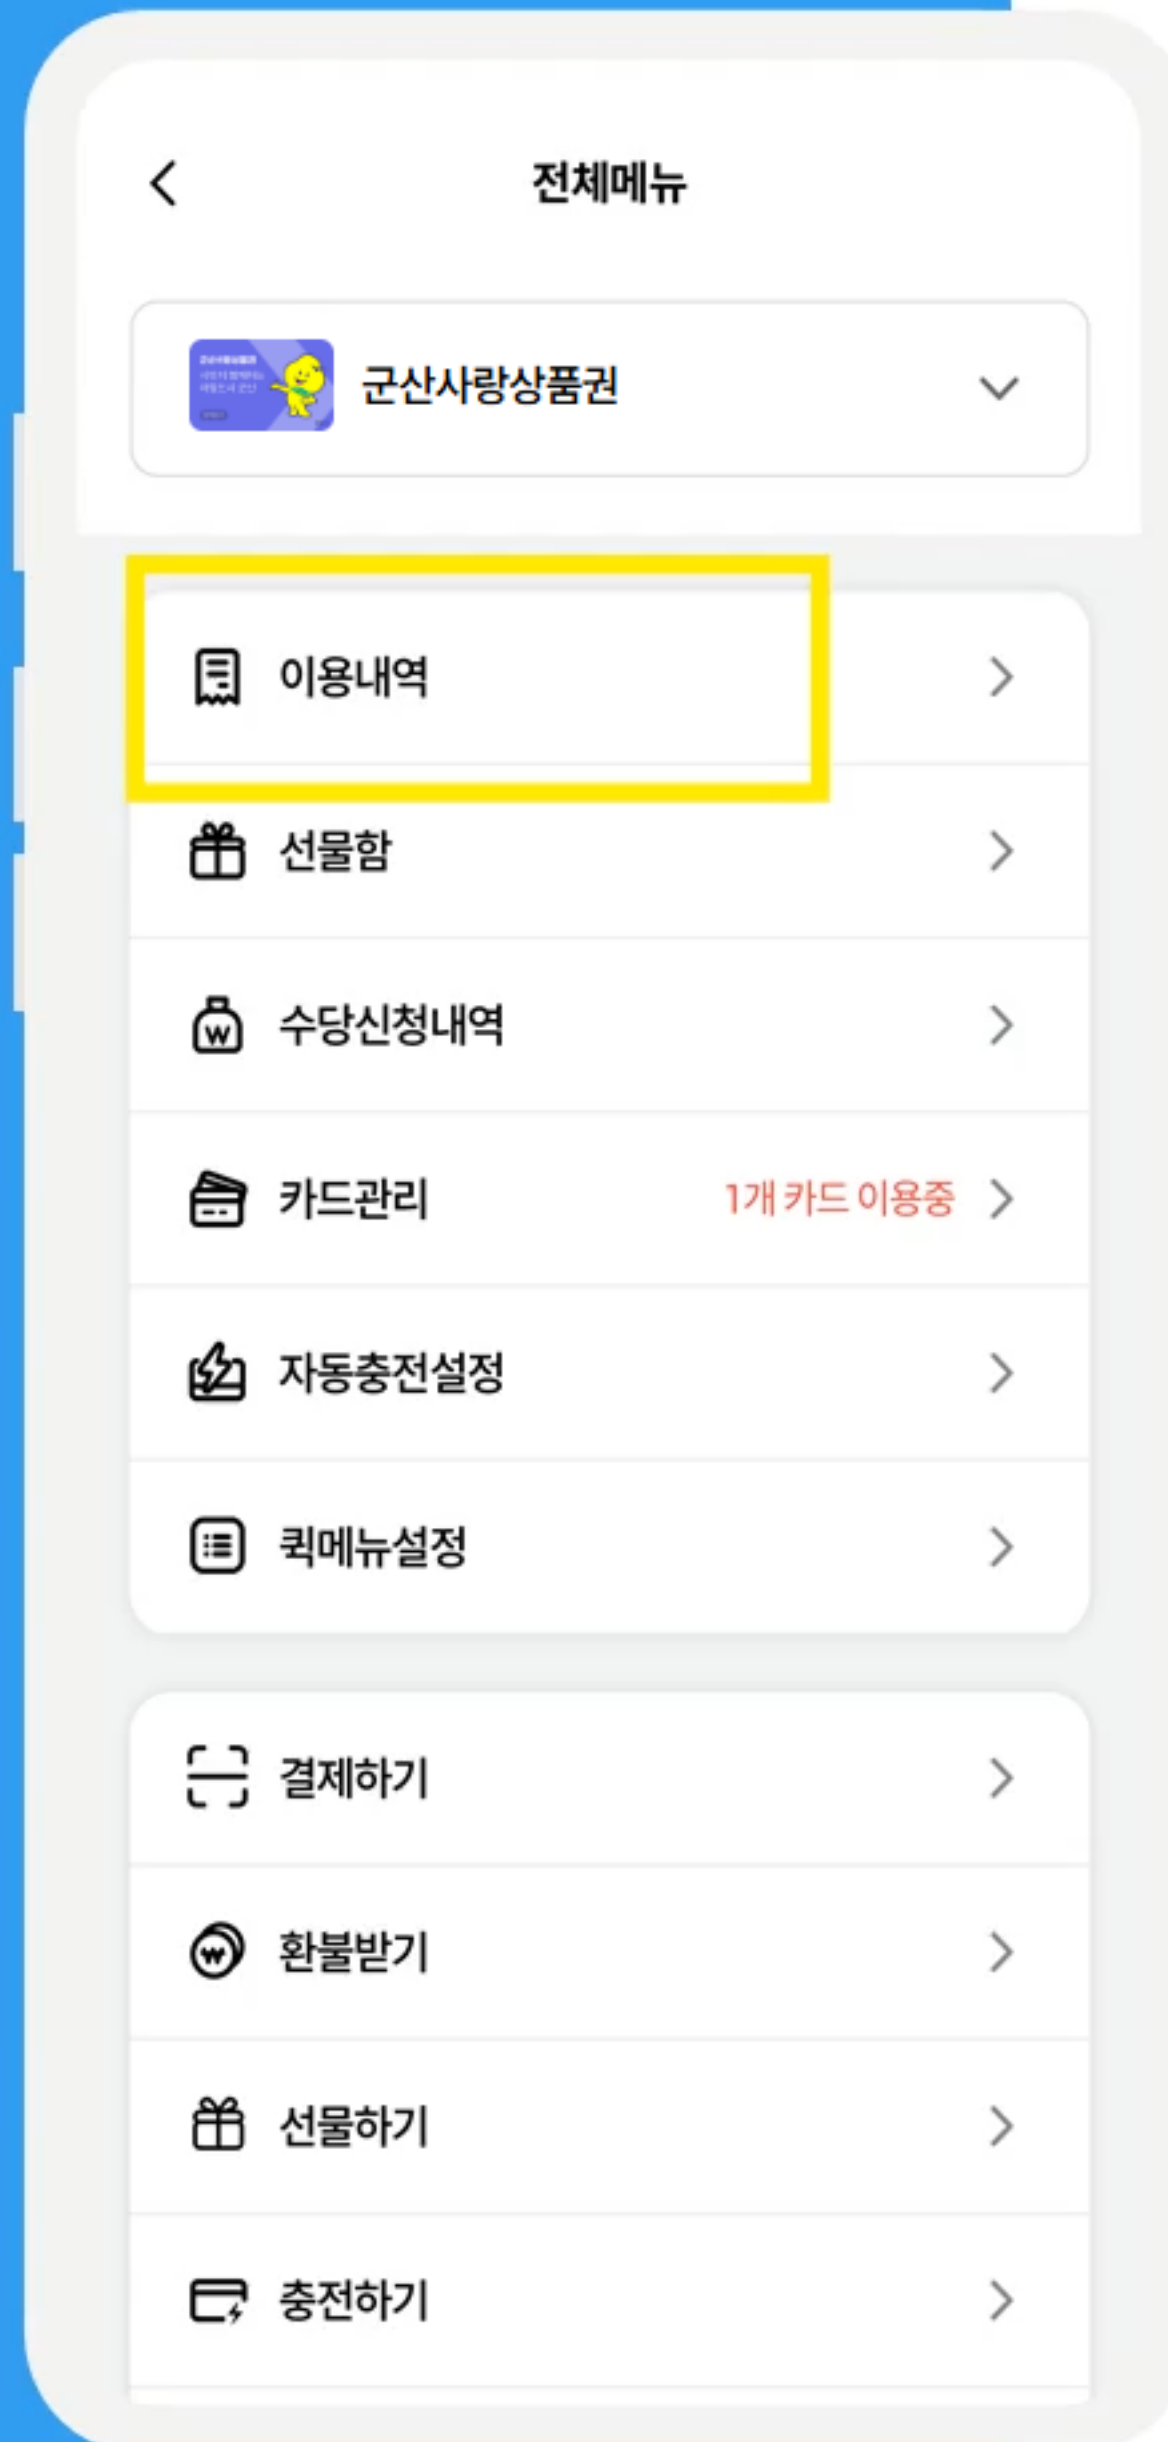 전체메뉴
군산사랑상품권
이용내역
선물함
수당신청내역
카드관리
1개 카드 이용중
자동충전설정
퀵메뉴설정
결제하기
환불받기
선물하기
충전하기